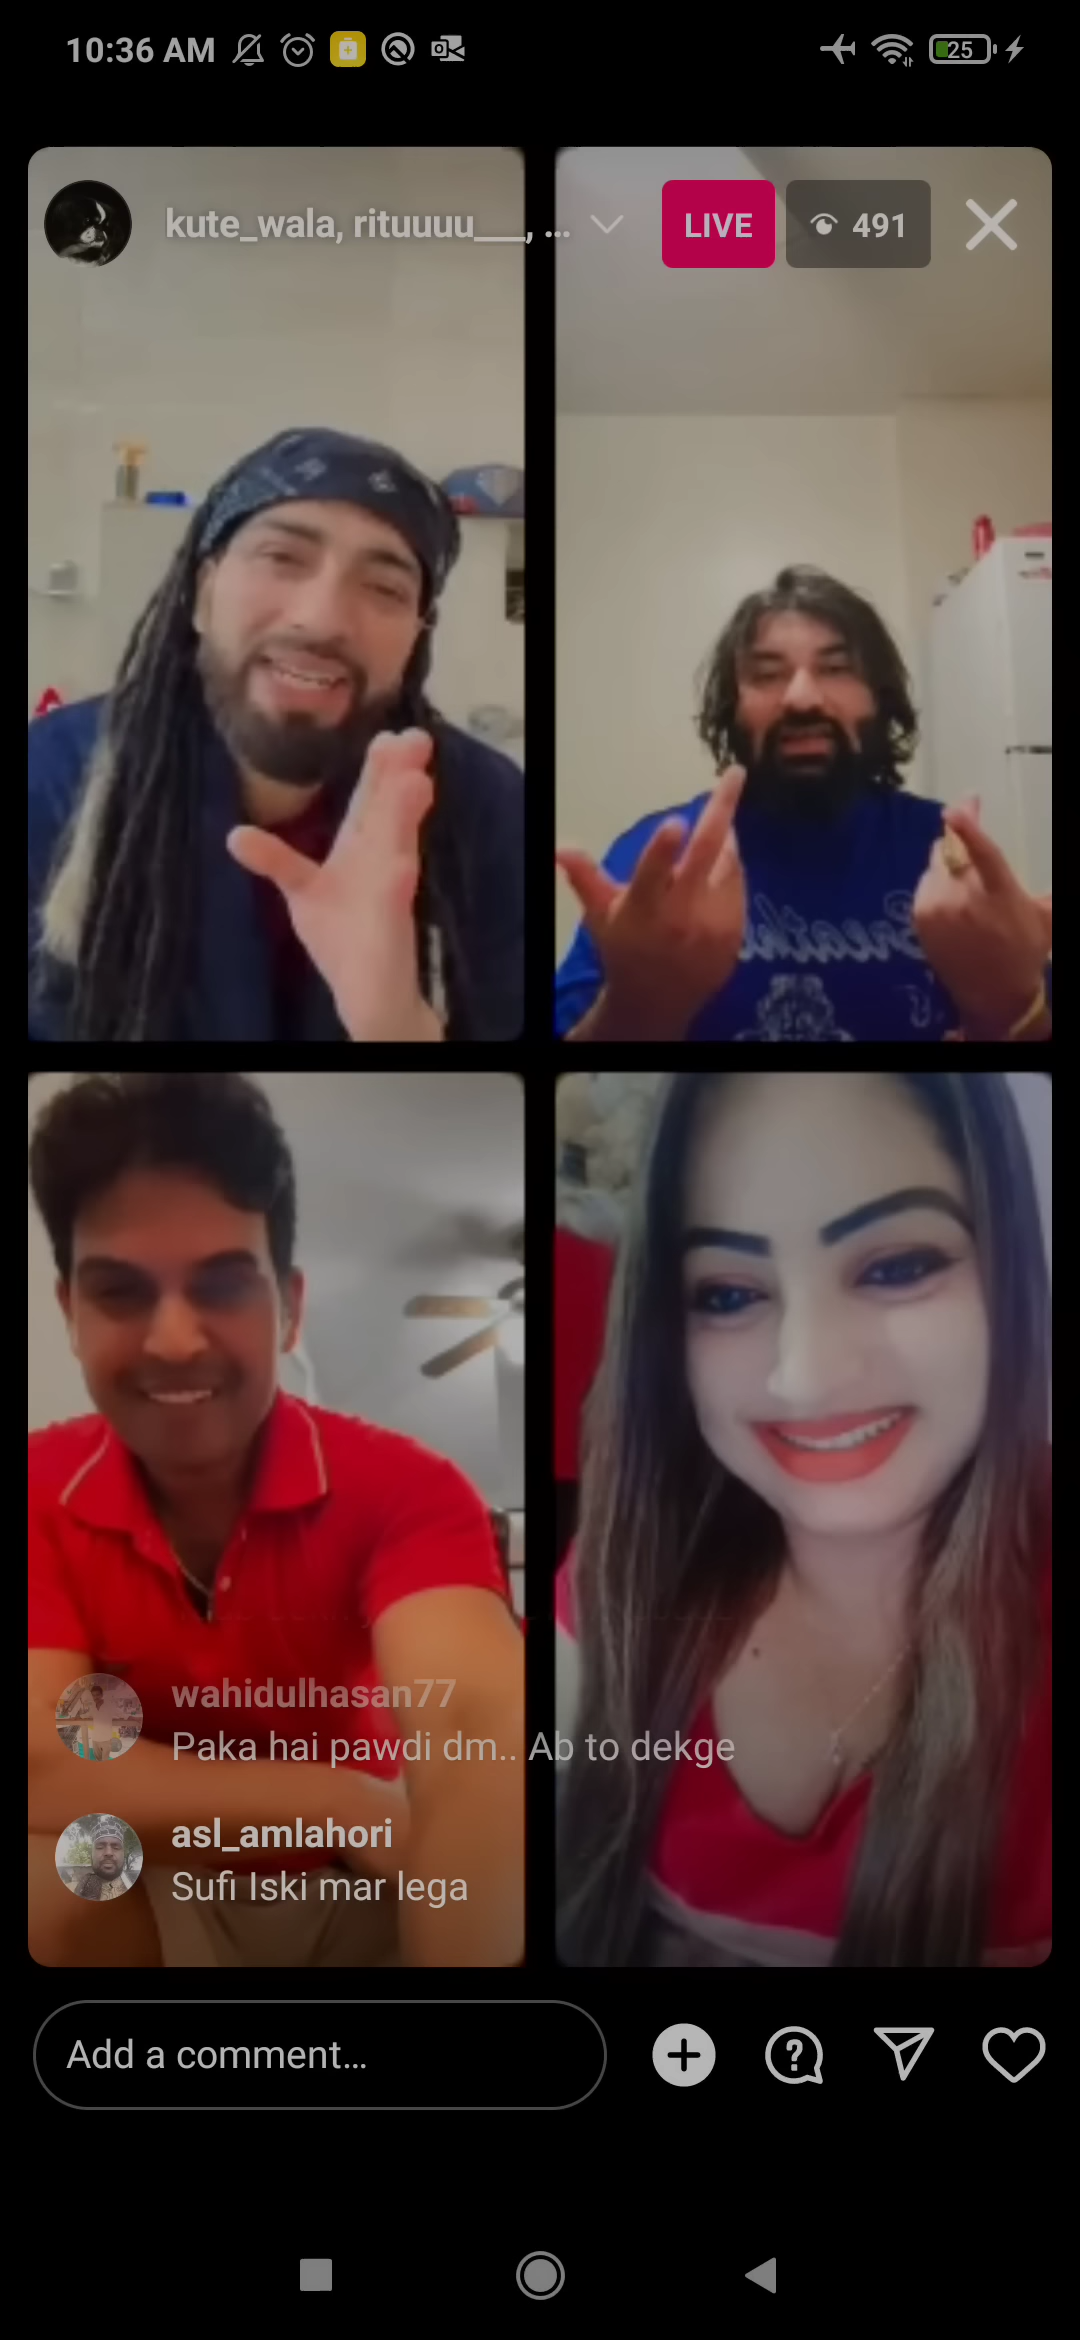 10:36 AM
25
kute_wala, rituuuu___, ...
LIVE
491
wahidulhasan77
Paka hai pawdi dm.. Ab to dekge
asl_amlahori
Sufi Iski mar lega
Add a comment...